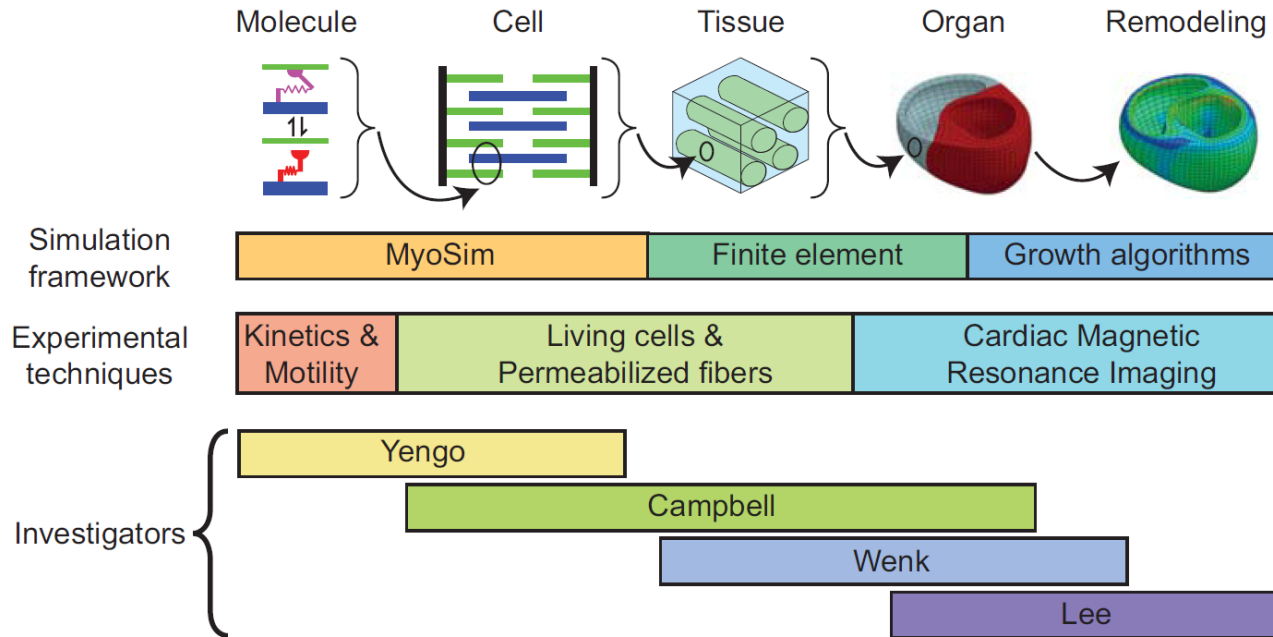 Molecule
Cell
Tissue
Organ
Remodeling
Simulation
framework
MyoSim
Finite element
Growth algorithms
Experimental
techniques
Kinetics &
Motility
Living cells &
Permeabilized fibers
Cardiac Magnetic
Resonance Imaging
Investigators
Yengo
Campbell
Wenk
Lee